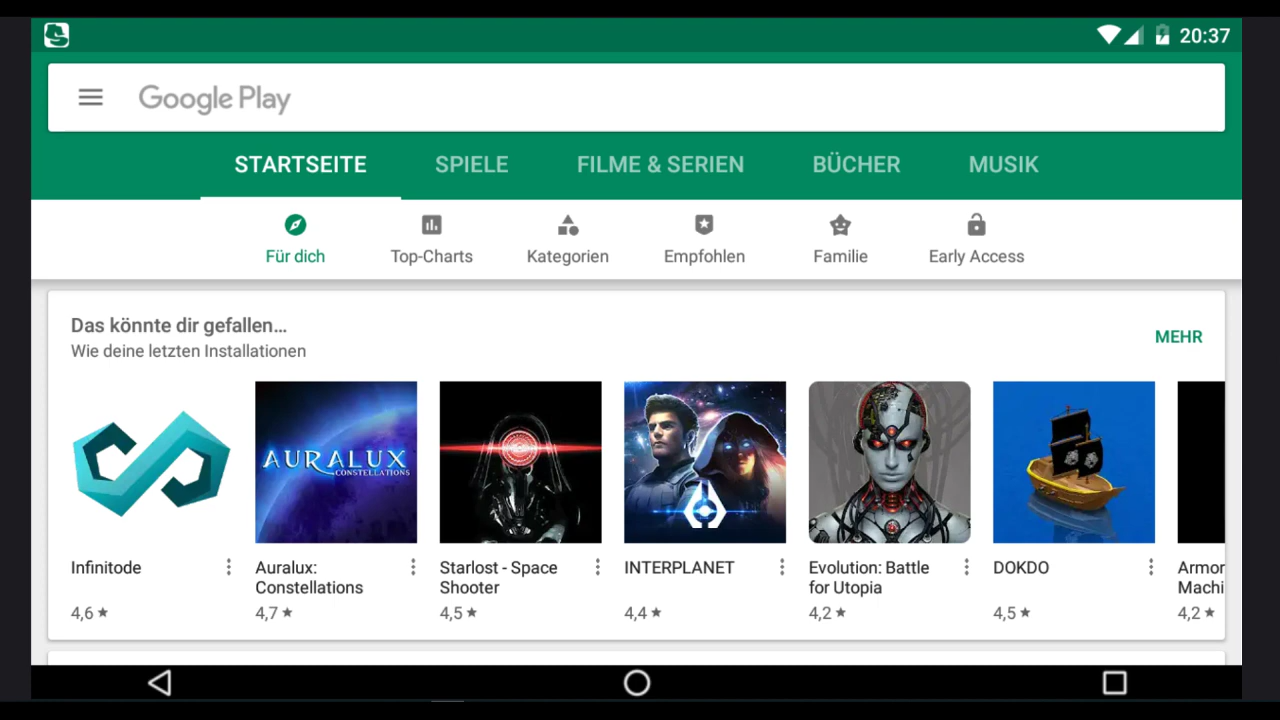 20:37
Google Play
STARTSEITE SPIELE FILME & SERIEN BÜCHER MUSIK
Für dich Top-Charts Kategorien Empfohlen Familie Early Access
Das könnte dir gefallen...
Wie deine letzten Installationen
MEHR
AURALUX
CONSTELLATIONS
Infinitode
4,6 ★
Auralux:
Constellations
4,7 ★
Starlost - Space
Shooter
4,5 ★
INTERPLANET
4,4 ★
Evolution: Battle
for Utopia
4,2 ★
DOKDO
4,5 ★
Armor
Machi
4,2 ★